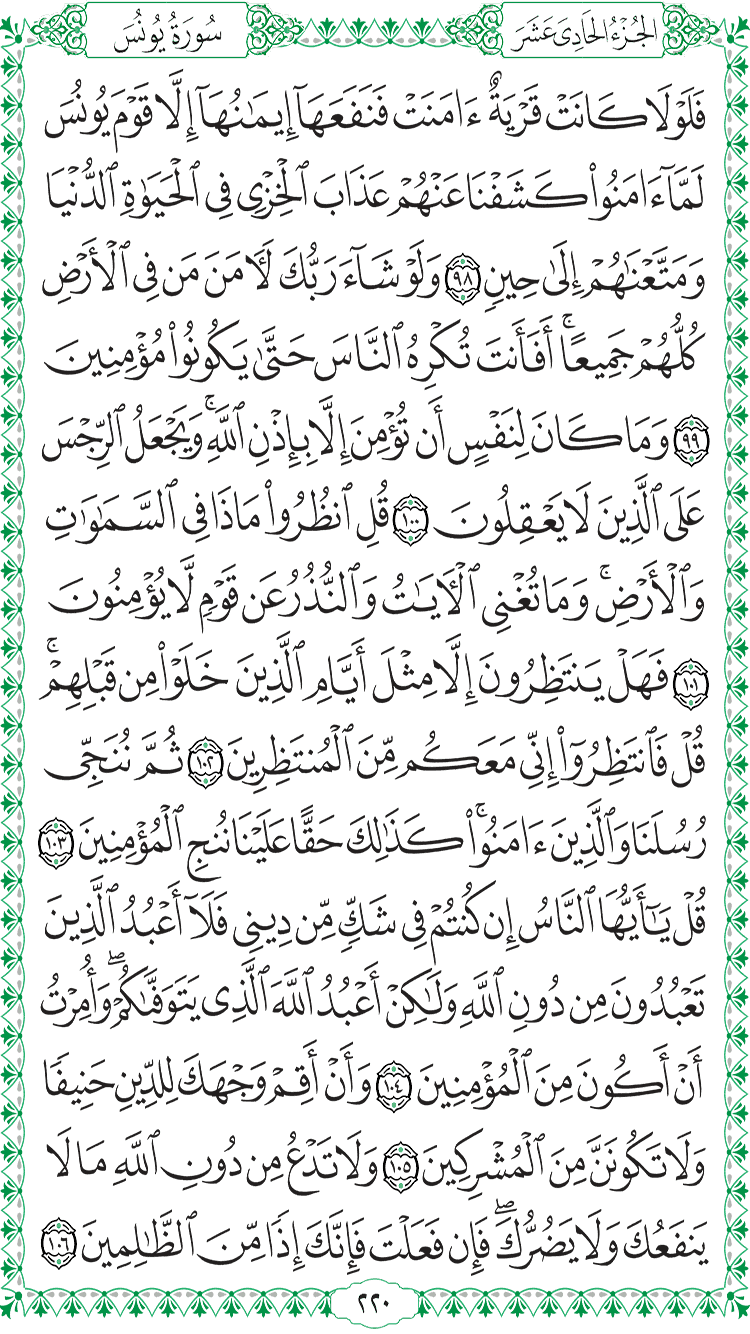 الجُزْءُ الحَادِيَ عَشَرَ
سُورَةُ يُونُسَ
فَلَوْلَا كَانَتْ قَرْيَةٌ ءَامَنَتْ فَنَفَعَهَآ إِيمَٰنُهَآ إِلَّا قَوْمَ يُونُسَ
لَمَّآ ءَامَنُوا۟ كَشَفْنَا عَنْهُمْ عَذَابَ ٱلْخِزْىِ فِى ٱلْحَيَوٰةِ ٱلدُّنْيَا
وَمَتَّعْنَٰهُمْ إِلَىٰ حِينٍ ٩٨ وَلَوْ شَآءَ رَبُّكَ لَـَٔامَنَ مَن فِى ٱلْأَرْضِ
كُلُّهُمْ جَمِيعًا ۚ أَفَأَنتَ تُكْرِهُ ٱلنَّاسَ حَتَّىٰ يَكُونُوا۟ مُؤْمِنِينَ
٩٩ وَمَا كَانَ لِنَفْسٍ أَن تُؤْمِنَ إِلَّا بِإِذْنِ ٱللَّهِ ۚ وَيَجْعَلُ ٱلرِّجْسَ
عَلَى ٱلَّذِينَ لَا يَعْقِلُونَ ١٠٠ قُلِ ٱنظُرُوا۟ مَاذَا فِى ٱلسَّمَٰوَٰتِ
وَٱلْأَرْضِ ۚ وَمَا تُغْنِى ٱلْـَٔايَٰتُ وَٱلنُّذُرُ عَن قَوْمٍ لَّا يُؤْمِنُونَ
١٠١ فَهَلْ يَنتَظِرُونَ إِلَّا مِثْلَ أَيَّامِ ٱلَّذِينَ خَلَوْا۟ مِن قَبْلِهِمْ ۚ
قُلْ فَٱنتَظِرُوٓا۟ إِنِّى مَعَكُم مِّنَ ٱلْمُنتَظِرِينَ ١٠٢ ثُمَّ نُنَجِّى
رُسُلَنَا وَٱلَّذِينَ ءَامَنُوا۟ ۚ كَذَٰلِكَ حَقًّا عَلَيْنَا نُنجِ ٱلْمُؤْمِنِينَ ١٠٣
قُلْ يَٰٓأَيُّهَا ٱلنَّاسُ إِن كُنتُمْ فِى شَكٍّ مِّن دِينِى فَلَآ أَعْبُدُ ٱلَّذِينَ
تَعْبُدُونَ مِن دُونِ ٱللَّهِ وَلَٰكِنْ أَعْبُدُ ٱللَّهَ ٱلَّذِى يَتَوَفَّىٰكُمْ ۖ وَأُمِرْتُ
أَنْ أَكُونَ مِنَ ٱلْمُؤْمِنِينَ ١٠٤ وَأَنْ أَقِمْ وَجْهَكَ لِلدِّينِ حَنِيفًا
وَلَا تَكُونَنَّ مِنَ ٱلْمُشْرِكِينَ ١٠٥ وَلَا تَدْعُ مِن دُونِ ٱللَّهِ مَا لَا
يَنفَعُكَ وَلَا يَضُرُّكَ ۖ فَإِن فَعَلْتَ فَإِنَّكَ إِذًا مِّنَ ٱلظَّٰلِمِينَ ١٠٦
٢٢٠